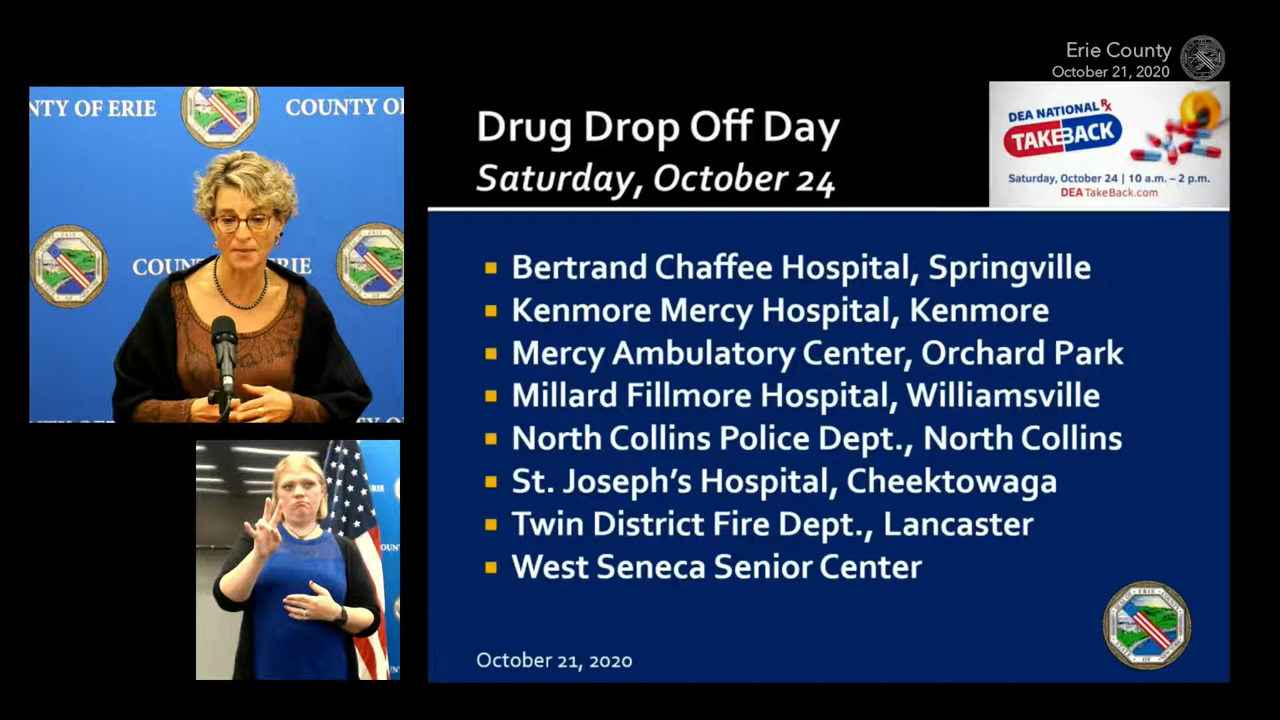 Erie County
October 21, 2020
NTY OF ERIE
COUNTY O
COUNTY OF ERIE
Drug Drop Off Day
Saturday, October 24
DEA NATIONAL Rx
TAKEBACK
Saturday, October 24 | 10 a.m. – 2 p.m.
DEATakeBack.com
Bertrand Chaffee Hospital, Springville
Kenmore Mercy Hospital, Kenmore
Mercy Ambulatory Center, Orchard Park
Millard Fillmore Hospital, Williamsville
North Collins Police Dept., North Collins
St. Joseph's Hospital, Cheektowaga
Twin District Fire Dept., Lancaster
West Seneca Senior Center
October 21, 2020